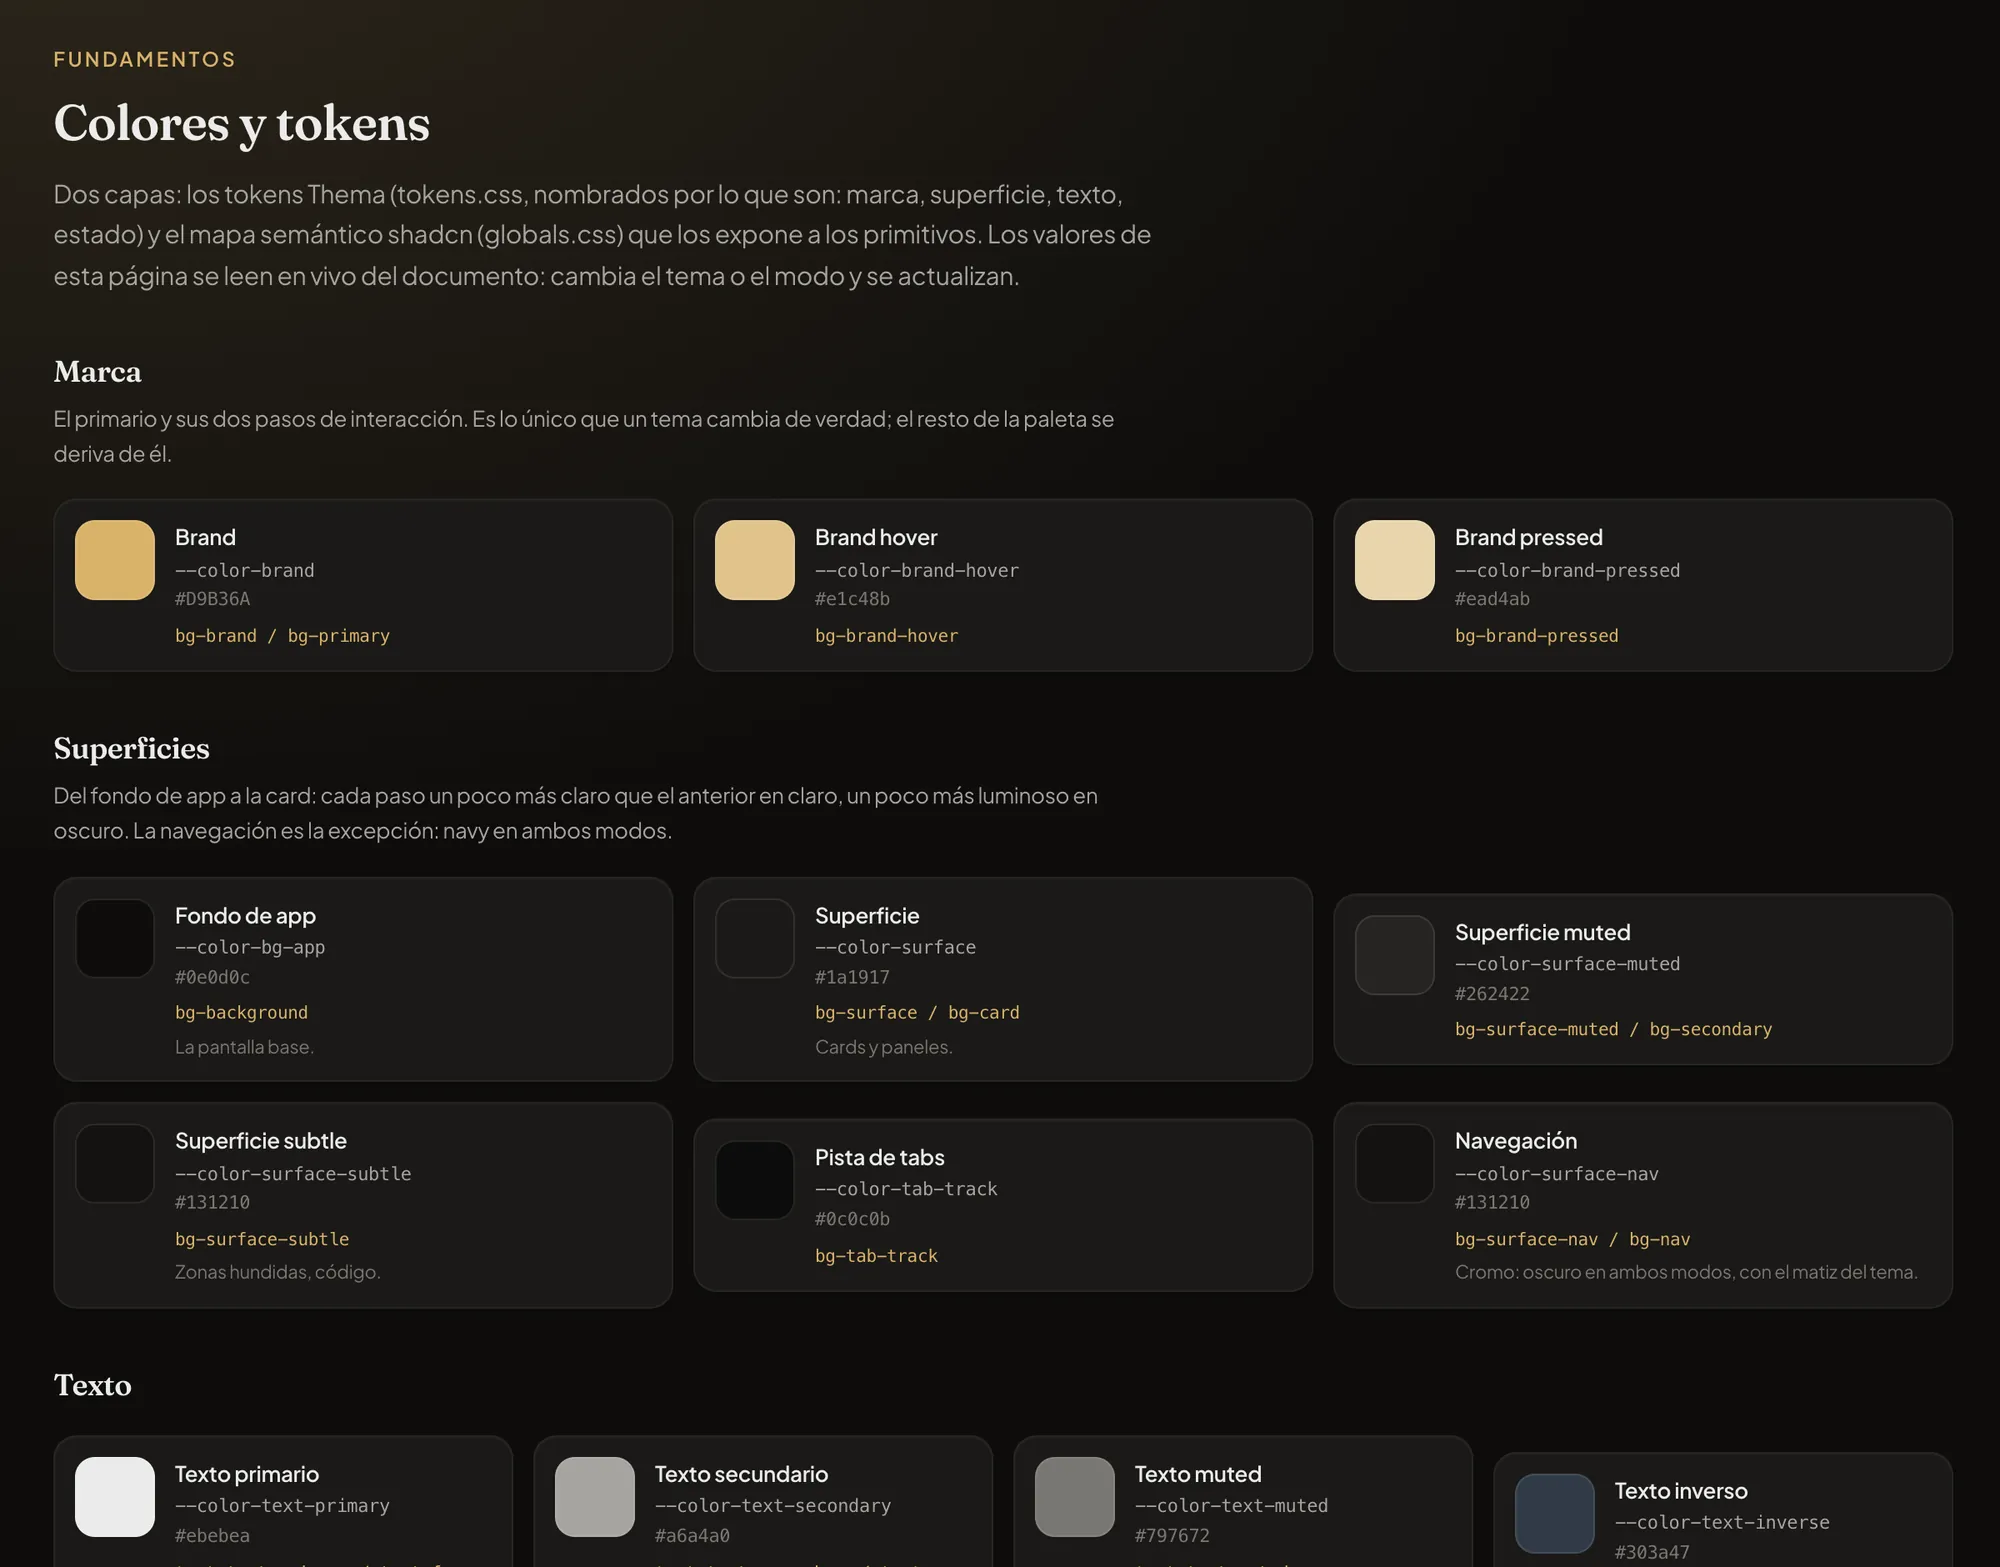 FUNDAMENTOS
Colores y tokens
Dos capas: los tokens Thema (tokens.css, nombrados por lo que son: marca, superficie, texto,
estado) y el mapa semántico shadcn (globals.css) que los expone a los primitivos. Los valores de
esta página se leen en vivo del documento: cambia el tema o el modo y se actualizan.
Marca
El primario y sus dos pasos de interacción. Es lo único que un tema cambia de verdad; el resto de la paleta se
deriva de él.
Brand
--color-brand
#D9B36A
bg-brand / bg-primary
Brand hover
--color-brand-hover
#e1c48b
bg-brand-hover
Brand pressed
--color-brand-pressed
#ead4ab
bg-brand-pressed
Superficies
Del fondo de app a la card: cada paso un poco más claro que el anterior en claro, un poco más luminoso en
oscuro. La navegación es la excepción: navy en ambos modos.
Fondo de app
--color-bg-app
#0e0d0c
bg-background
La pantalla base.
Superficie
--color-surface
#1a1917
bg-surface / bg-card
Cards y paneles.
Superficie muted
--color-surface-muted
#262422
bg-surface-muted / bg-secondary
Superficie subtle
--color-surface-subtle
#131210
bg-surface-subtle
Zonas hundidas, código.
Pista de tabs
--color-tab-track
#0c0c0b
bg-tab-track
Navegación
--color-surface-nav
#131210
bg-surface-nav / bg-nav
Cromo: oscuro en ambos modos, con el matiz del tema.
Texto
Texto primario
--color-text-primary
#ebebea
Texto secundario
--color-text-secondary
#a6a4a0
Texto muted
--color-text-muted
#797672
Texto inverso
--color-text-inverse
#303a47